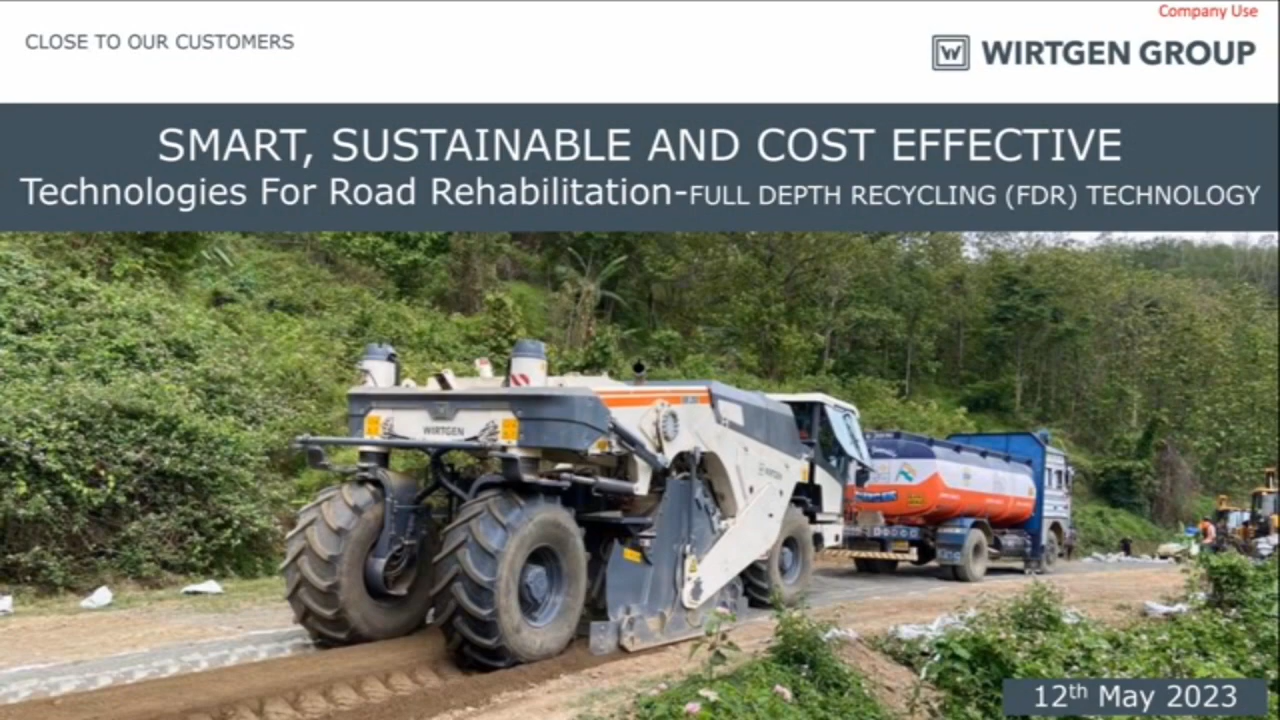 Company Use
CLOSE TO OUR CUSTOMERS
WIRTGEN GROUP
SMART, SUSTAINABLE AND COST EFFECTIVE
Technologies For Road Rehabilitation-FULL DEPTH RECYCLING (FDR) TECHNOLOGY
WIRTGEN
12th May 2023